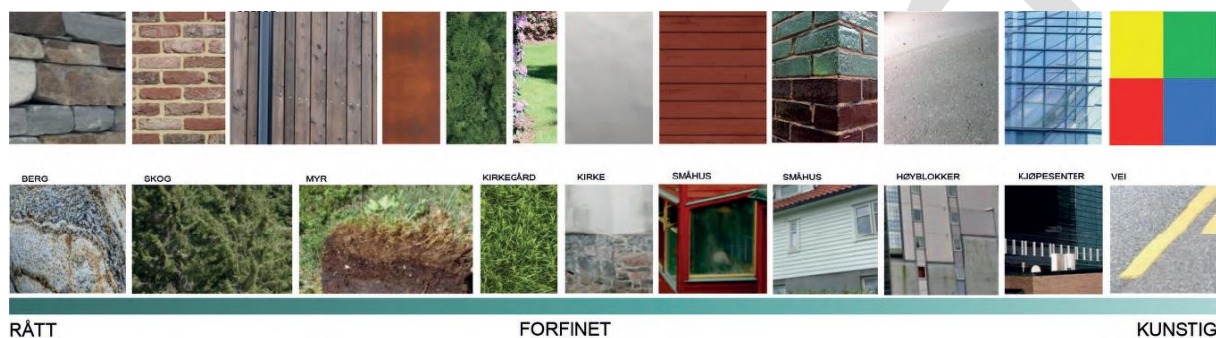 BERG
SKOG
MYR
KIRKEGÅRD
KIRKE
SMÅHUS
SMÅHUS
HØYBLOKKER
KJØPESENTER
VEI
RÅTT
FORFINET
KUNSTIG